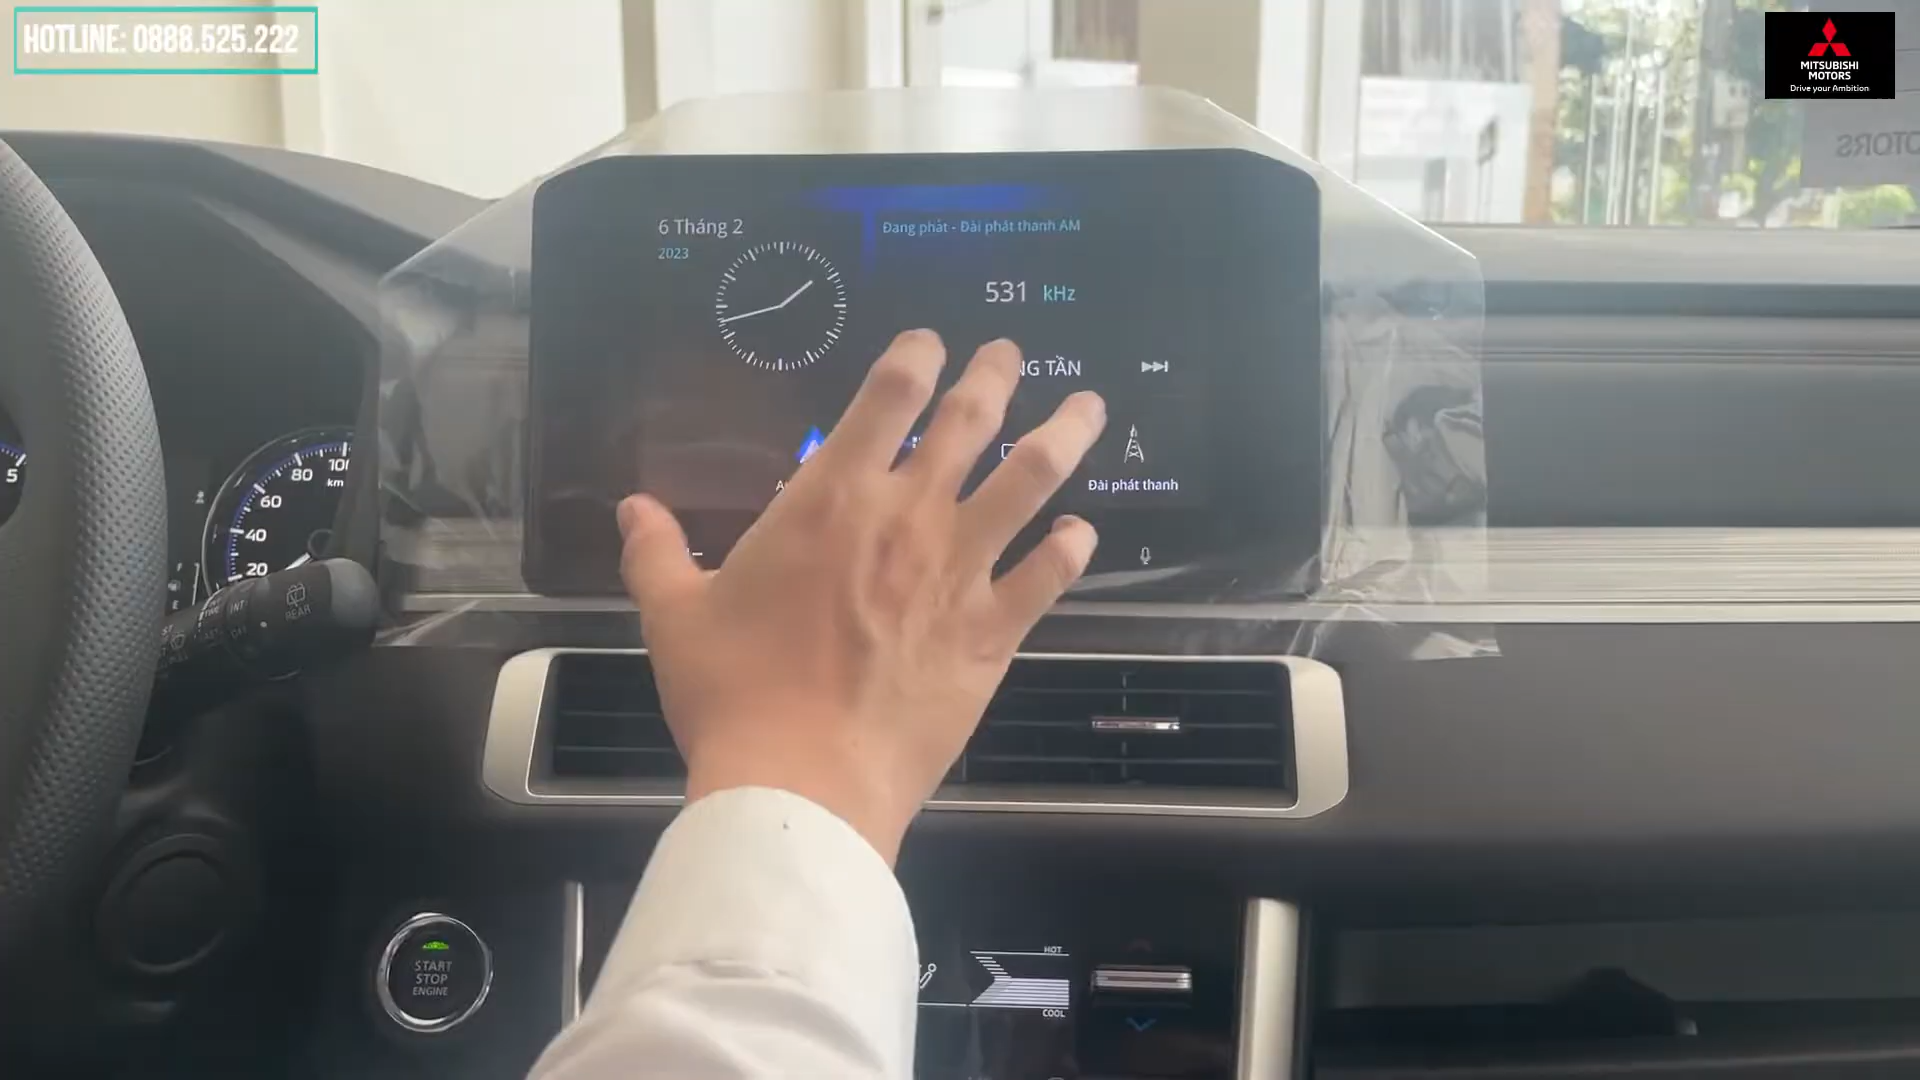 HOTLINE: 0888.525.222
MITSUBISHI
MOTORS
Drive your Ambition
6 Tháng 2
2023
Đang phát - Đài phát thanh AM
531 kHz
NG TẦN
Đài phát thanh
5
100
80
km
60
40
20
E
INT
REAR
START
STOP
ENGINE
HOT
COOL